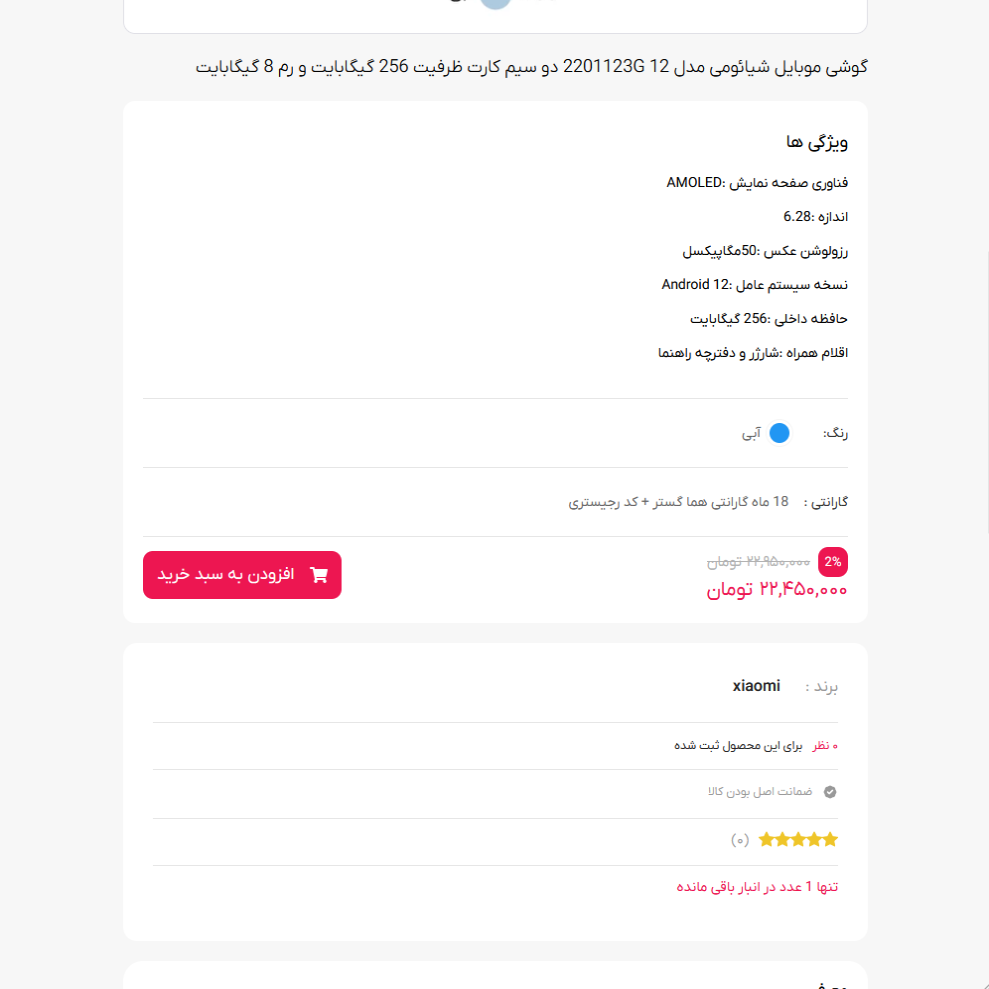 گوشی موبایل شیائومی مدل 12 2201123G دو سیم کارت ظرفیت 256 گیگابایت و رم 8 گیگابایت
ویژگی ها
فناوری صفحه نمایش :AMOLED
اندازه :6.28
رزولوشن عکس :50مگاپیکسل
نسخه سیستم عامل :Android 12
حافظه داخلی :256 گیگابایت
اقلام همراه :شارژر و دفترچه راهنما
رنگ: آبی
گارانتی : 18 ماه گارانتی هما گستر + کد رجیستری
2% ۲۲,۹۵۰,۰۰۰ تومان
۲۲,۴۵۰,۰۰۰ تومان
افزودن به سبد خرید
برند : xiaomi
۰ نظر برای این محصول ثبت شده
ضمانت اصل بودن کالا
(۰)
تنها 1 عدد در انبار باقی مانده